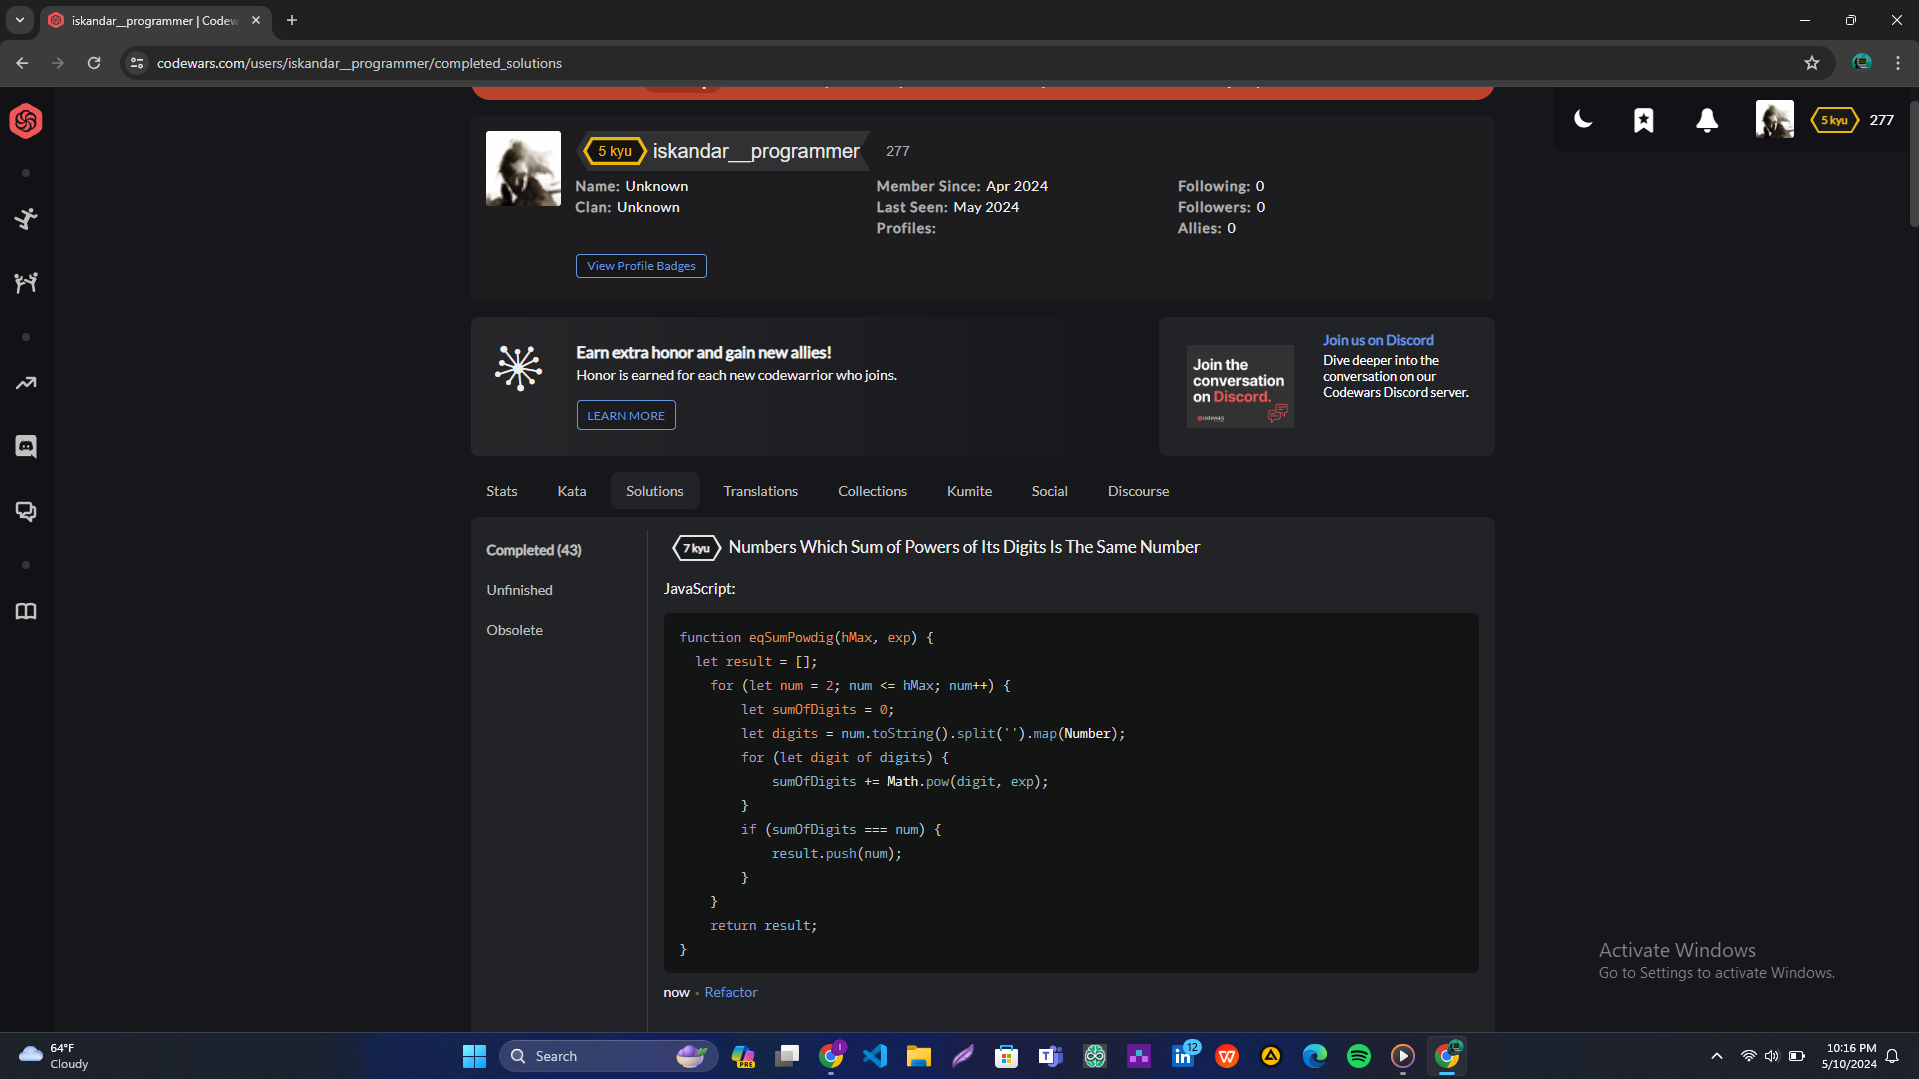 iskandar__programmer | Codew
codewars.com/users/iskandar__programmer/completed_solutions
5 kyu
277
5 kyu iskandar__programmer 277
Name: Unknown
Clan: Unknown
Member Since: Apr 2024
Last Seen: May 2024
Profiles:
Following: 0
Followers: 0
Allies: 0
View Profile Badges
Earn extra honor and gain new allies!
Honor is earned for each new codewarrior who joins.
LEARN MORE
Join the
conversation
on Discord.
codewars
Join us on Discord
Dive deeper into the
conversation on our
Codewars Discord server.
Stats Kata Solutions Translations Collections Kumite Social Discourse
Completed (43)
Unfinished
Obsolete
7 kyu Numbers Which Sum of Powers of Its Digits Is The Same Number
JavaScript:
function eqSumPowdig(hMax, exp) {
let result = [];
for (let num = 2; num <= hMax; num++) {
let sumOfDigits = 0;
let digits = num.toString().split('').map(Number);
for (let digit of digits) {
sumOfDigits += Math.pow(digit, exp);
}
if (sumOfDigits === num) {
result.push(num);
}
}
return result;
}
now · Refactor
Activate Windows
Go to Settings to activate Windows.
64°F
Cloudy
Search
PRE
12
10:16 PM
5/10/2024